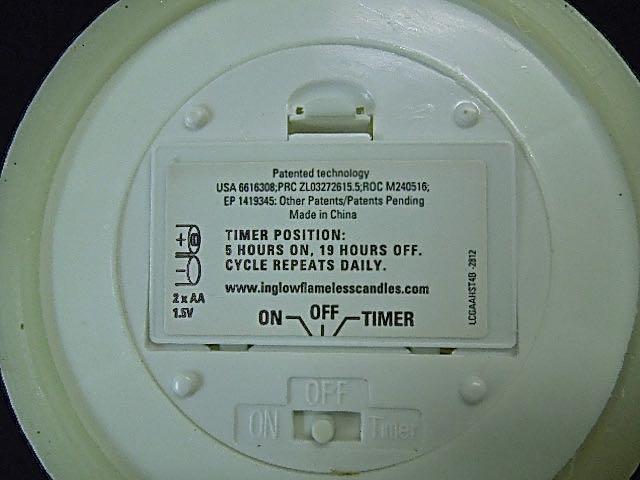 Patented technology
USA 6616308;PRC ZL03272615.5;ROC M240516;
EP 1419345: Other Patents/Patents Pending
Made in China
TIMER POSITION:
5 HOURS ON, 19 HOURS OFF.
CYCLE REPEATS DAILY.
www.inglowflamelesscandles.com
+
-
2 x AA
1.5V
ON OFF TIMER
LCGAAHST4B -2812
OFF
ON Timer